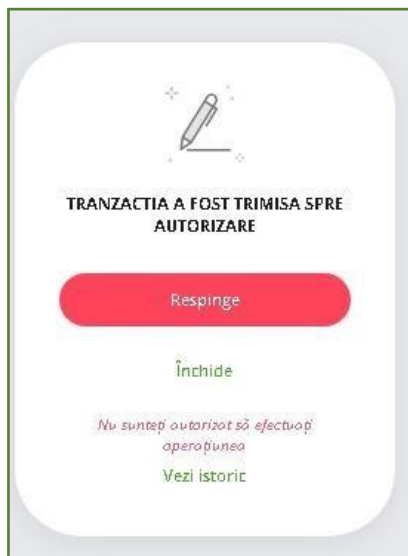 TRANZACTIA A FOST TRIMISA SPRE
AUTORIZARE
Respinge
Închide
Nu sunteți autorizat să efectuați
operațiunea
Vezi istoric